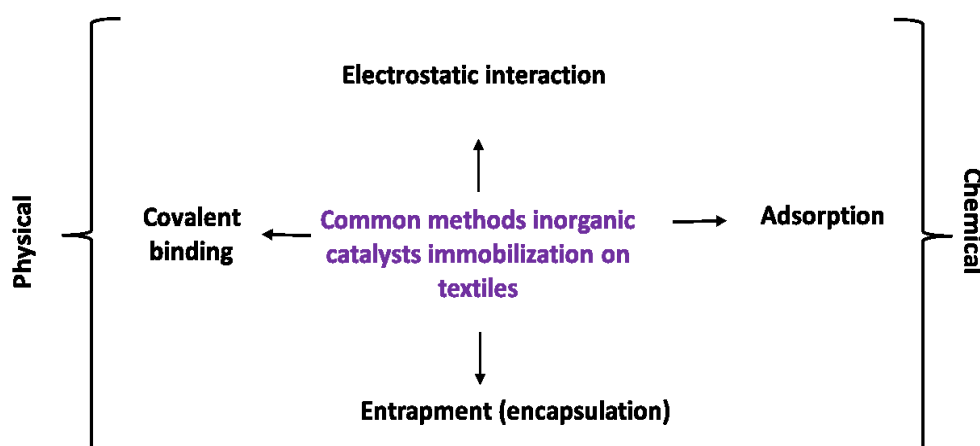 Electrostatic interaction
Physical
Covalent
binding
Common methods inorganic
catalysts immobilization on
textiles
Adsorption
Chemical
Entrapment (encapsulation)